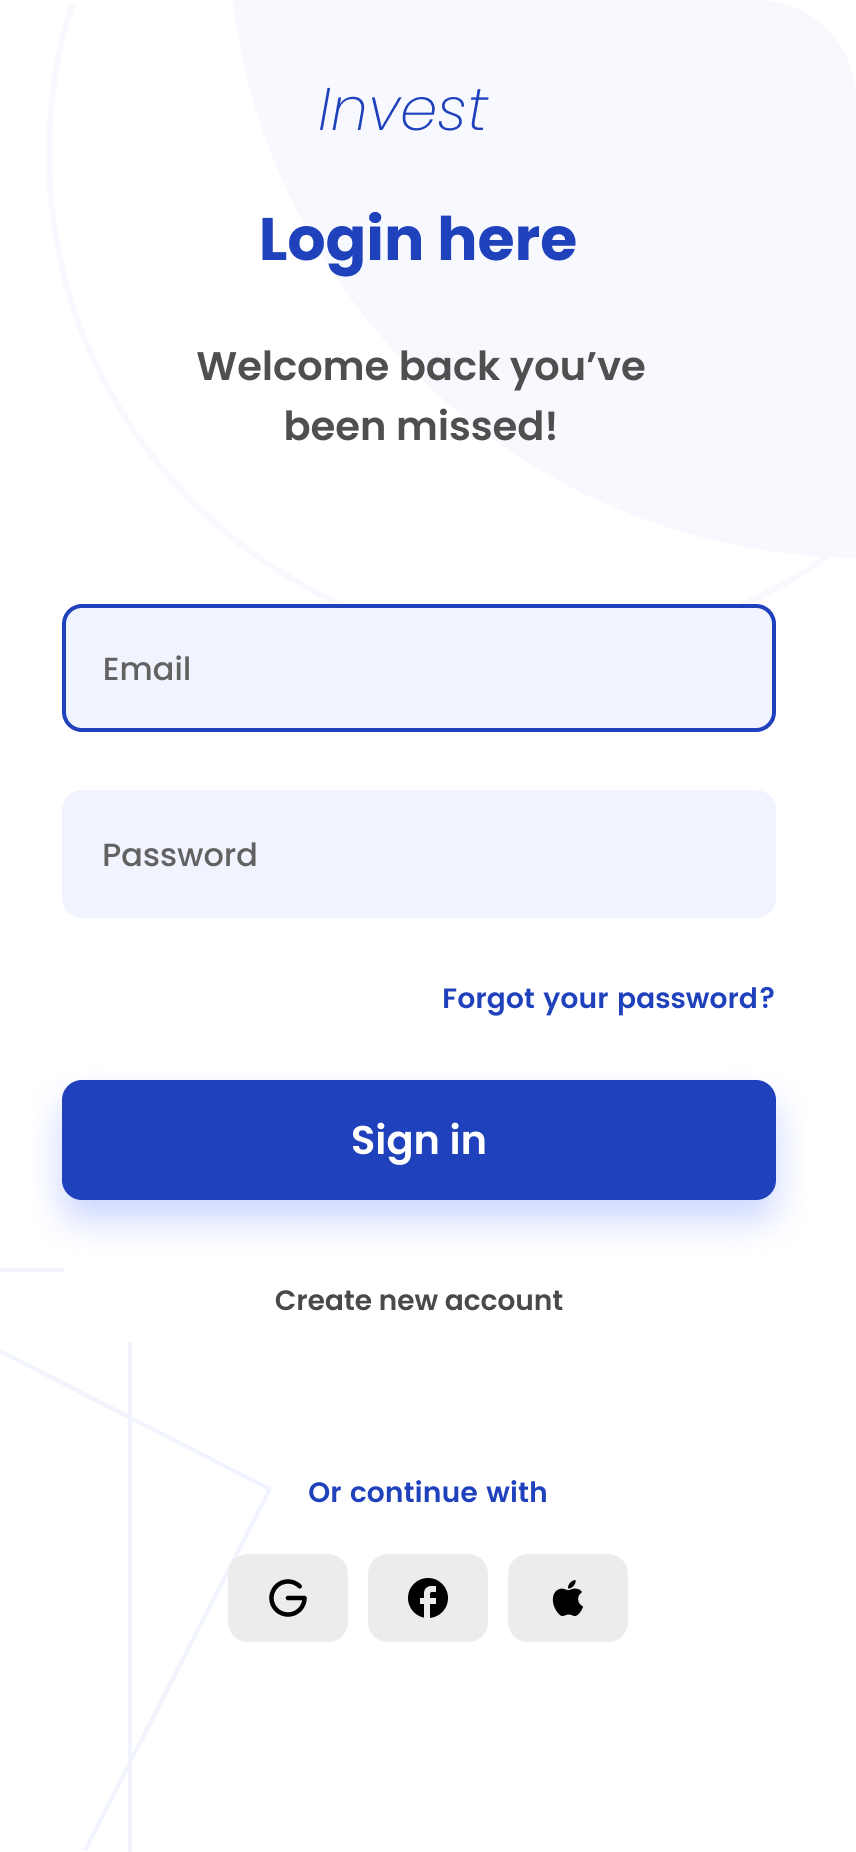 Invest
Login here
Welcome back you’ve
been missed!
Email
Password
Forgot your password?
Sign in
Create new account
Or continue with